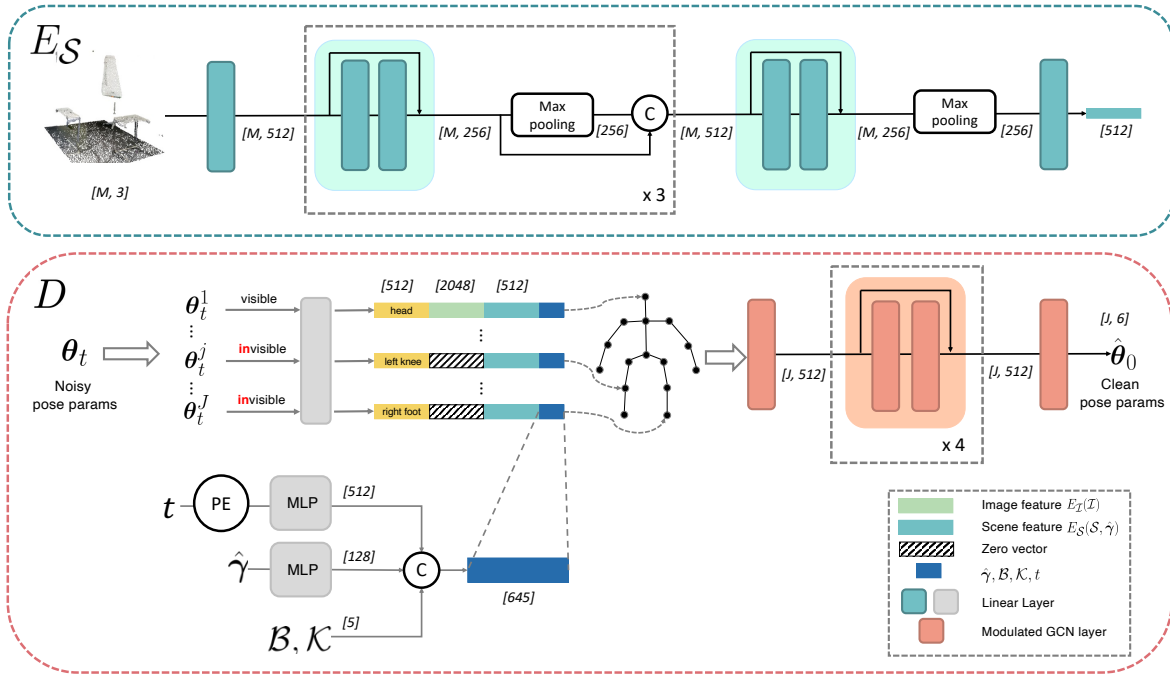 E_S
[M, 3]
[M, 512]
[M, 256]
Max
pooling
[256]
C
x 3
[M, 512]
[M, 256]
Max
pooling
[256]
[512]
D
θ_t
Noisy
pose params
θ_t^1
⋮
θ_t^j
⋮
θ_t^J
visible
invisible
invisible
[512] [2048] [512]
head
⋮
left knee
⋮
right foot
[J, 512]
x 4
[J, 512]
[J, 6]
θ̂_0
Clean
pose params
t
PE
MLP
[512]
γ̂
MLP
[128]
C
[645]
B, K
[5]
Image feature E_I(I)
Scene feature E_S(S, γ̂)
Zero vector
γ̂, B, K, t
Linear Layer
Modulated GCN layer